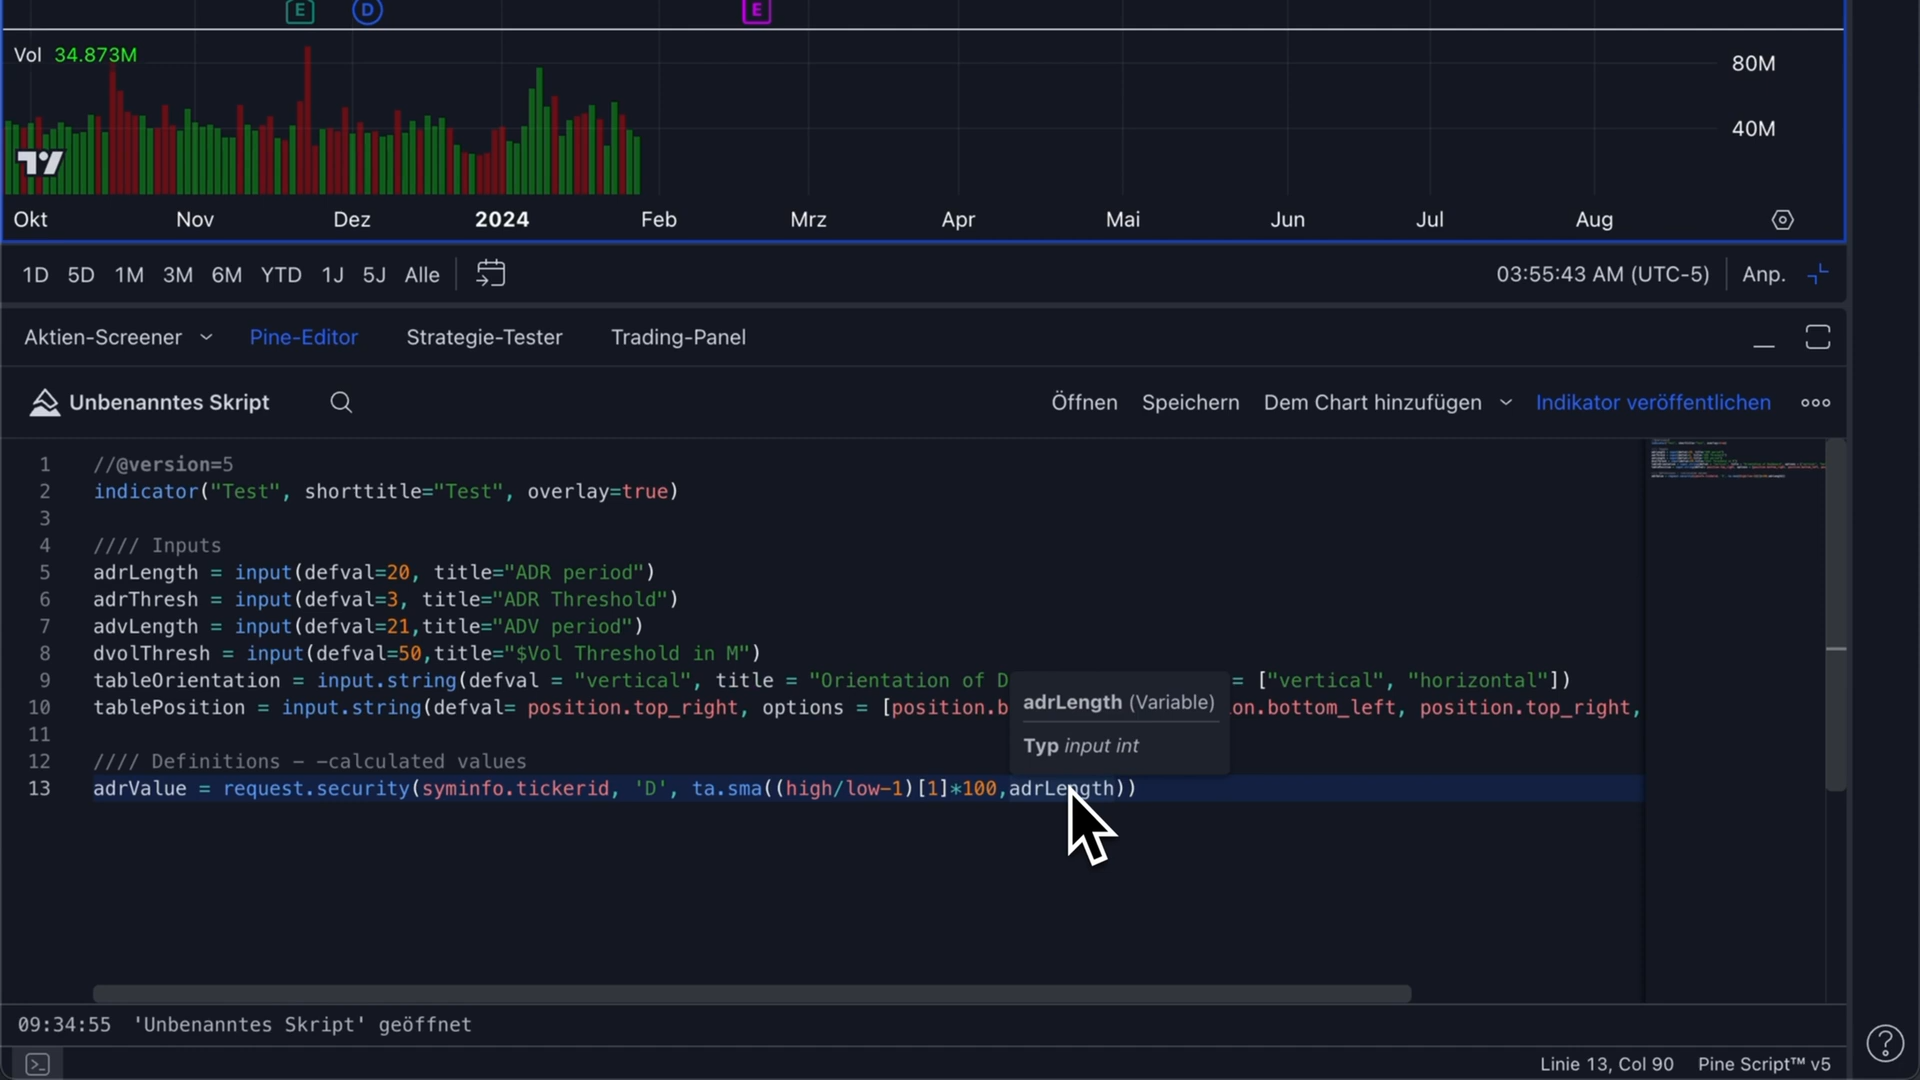 E D E
Vol 34.873M
80M
40M
Okt Nov Dez 2024 Feb Mrz Apr Mai Jun Jul Aug
1D 5D 1M 3M 6M YTD 1J 5J Alle 03:55:43 AM (UTC-5) Anp.
Aktien-Screener Pine-Editor Strategie-Tester Trading-Panel
Unbenanntes Skript Öffnen Speichern Dem Chart hinzufügen Indikator veröffentlichen
1 //@version=5
2 indicator("Test", shorttitle="Test", overlay=true)
3
4 //// Inputs
5 adrLength = input(defval=20, title="ADR period")
6 adrThresh = input(defval=3, title="ADR Threshold")
7 advLength = input(defval=21,title="ADV period")
8 dvolThresh = input(defval=50,title="$Vol Threshold in M")
9 tableOrientation = input.string(defval = "vertical", title = "Orientation of D = ["vertical", "horizontal"])
adrLength (Variable)
10 tablePosition = input.string(defval= position.top_right, options = [position.b on.bottom_left, position.top_right,
Typ input int
11
12 //// Definitions - -calculated values
13 adrValue = request.security(syminfo.tickerid, 'D', ta.sma((high/low-1)[1]*100,adrLength))
09:34:55 'Unbenanntes Skript' geöffnet
Linie 13, Col 90 Pine Script™ v5